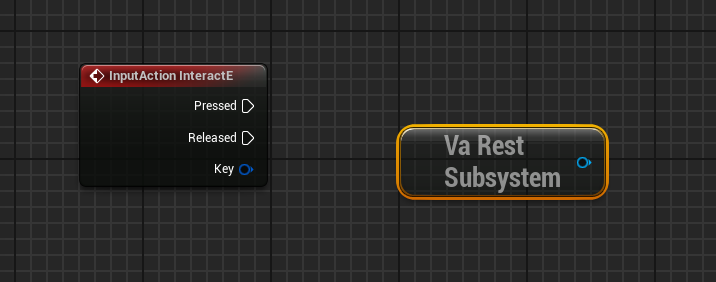 InputAction InteractE
Pressed
Released
Key
Va Rest
Subsystem